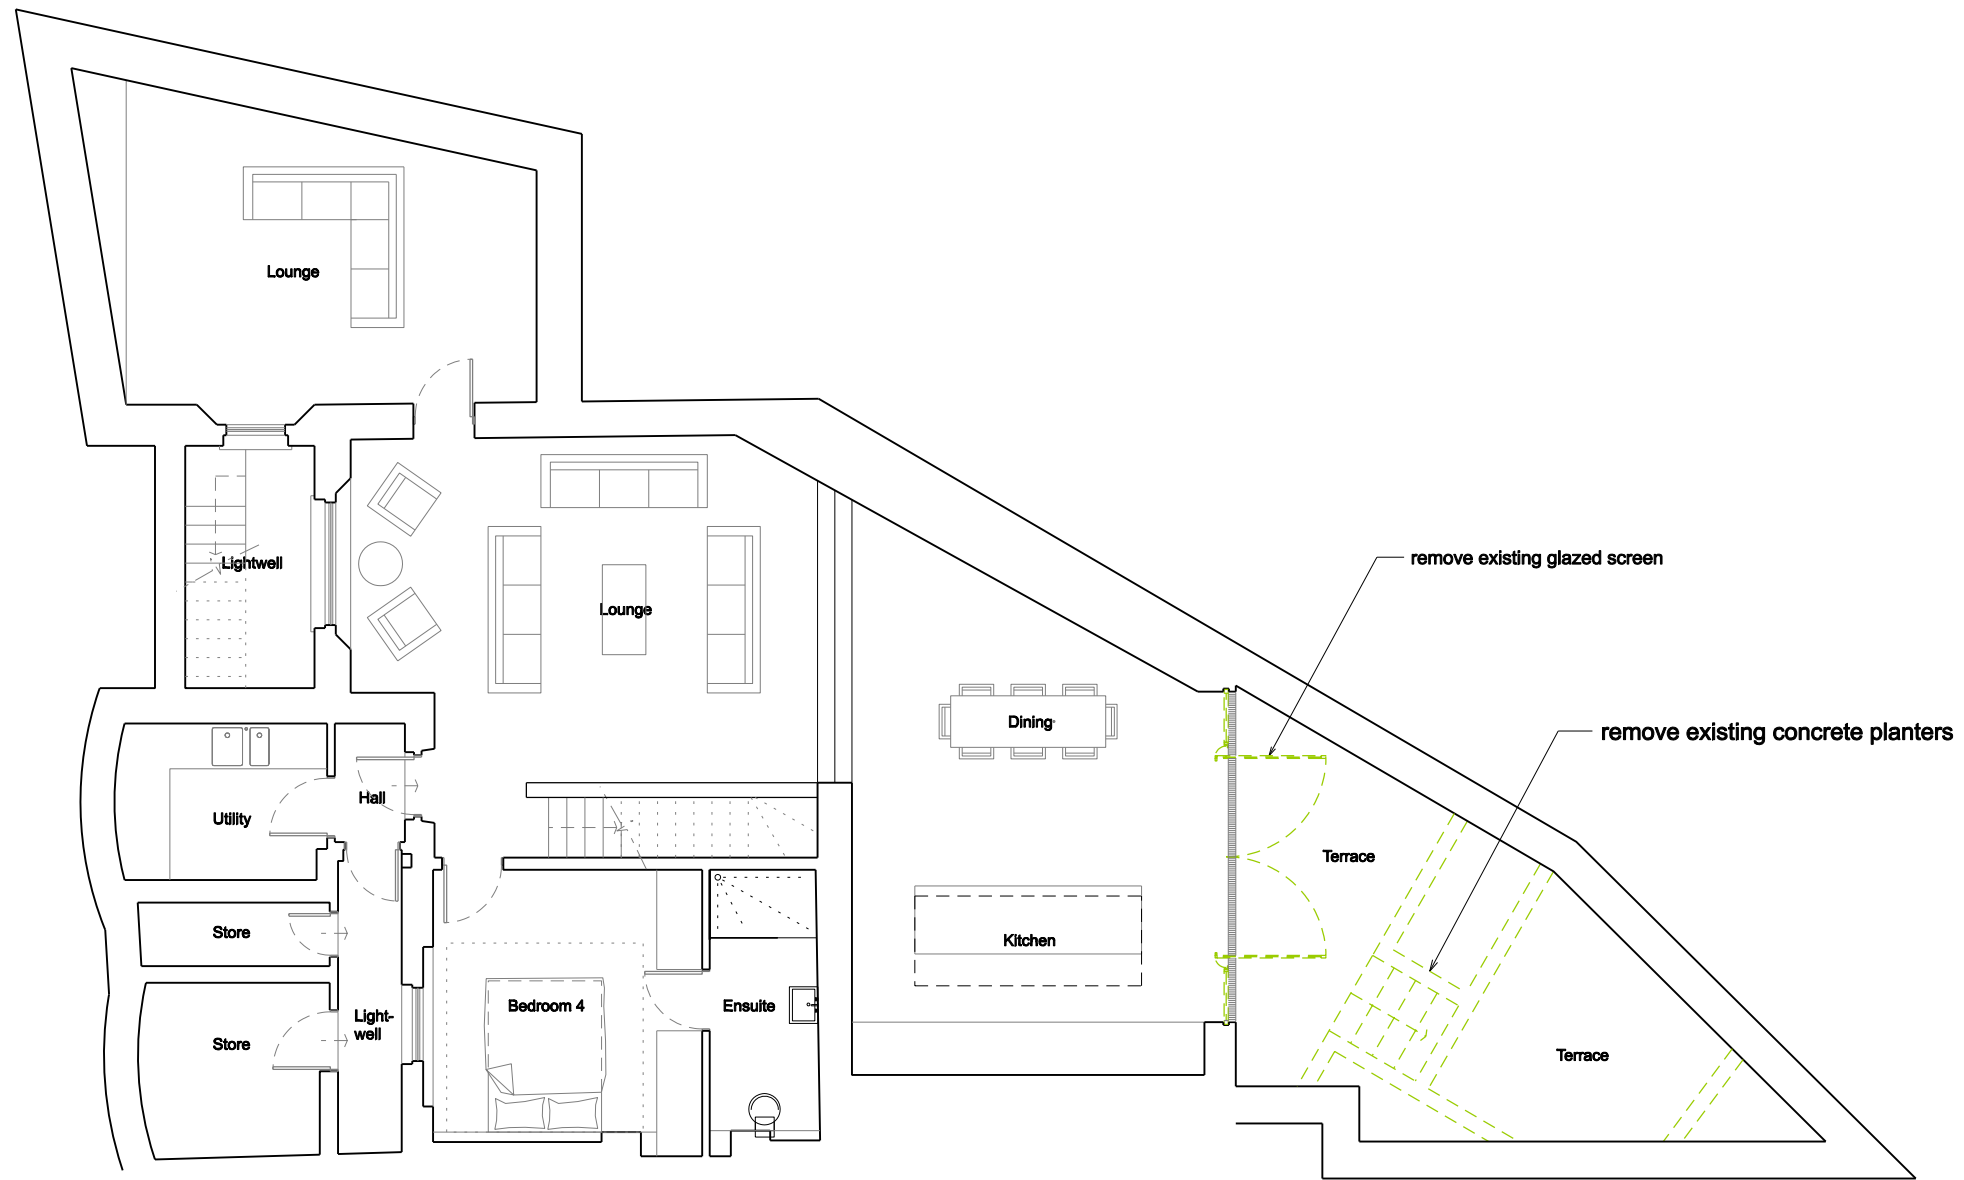 Lounge
remove existing glazed screen
Lightwell
Lounge
Dining
remove existing concrete planters
Hall
Utility
Terrace
Store
Kitchen
Bedroom 4
Ensuite
Light-
well
Store
Terrace